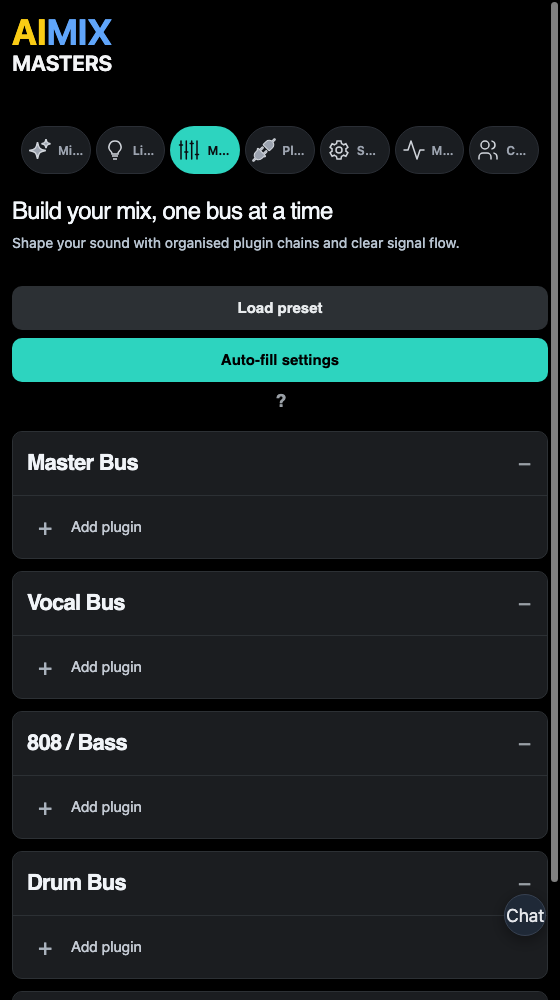 AIMIX
MASTERS
Mi...
Li...
M...
Pl...
S...
M...
C...
Build your mix, one bus at a time
Shape your sound with organised plugin chains and clear signal flow.
Load preset
Auto-fill settings
?
Master Bus
Add plugin
Vocal Bus
Add plugin
808 / Bass
Add plugin
Drum Bus
Chat
Add plugin